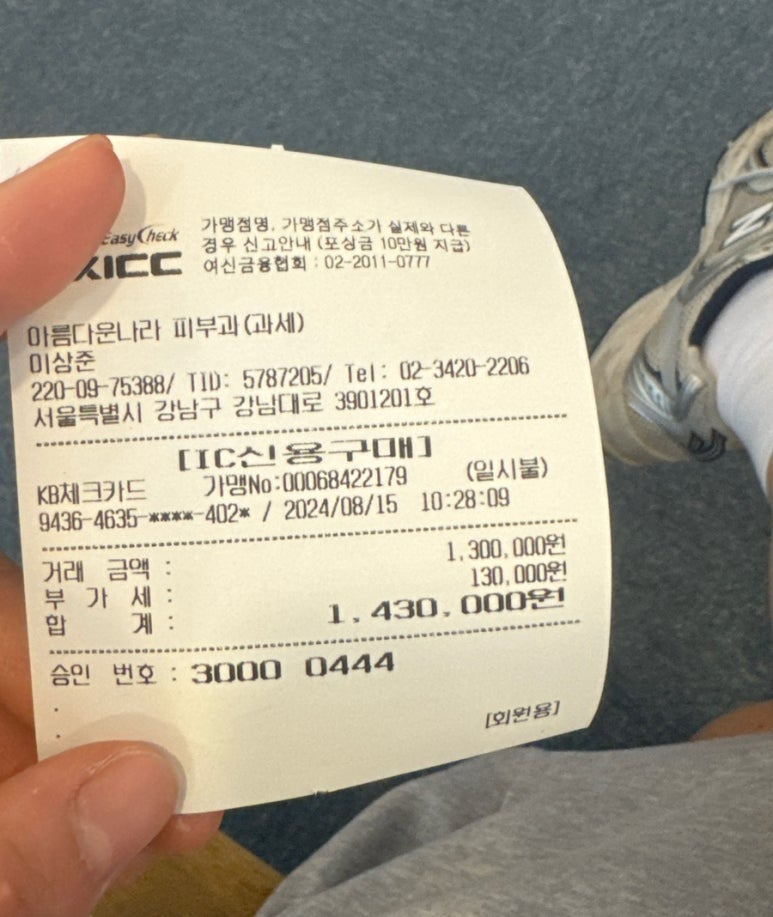 EasyCheck
KICC
가맹점명, 가맹점주소가 실제와 다른
경우 신고안내 (포상금 10만원 지급)
여신금융협회 : 02-2011-0777
아름다운나라 피부과(과세)
이상준
220-09-75388/ TID: 5787205/ Tel: 02-3420-2206
서울특별시 강남구 강남대로 3901201호
[IC신용구매]
KB체크카드 가맹No:00068422179 (일시불)
9436-4635-****-402* / 2024/08/15 10:28:09
거래 금액 : 1,300,000원
부 가 세 : 130,000원
합 계 : 1,430,000원
승인 번호 : 3000 0444
:
[회원용]
N